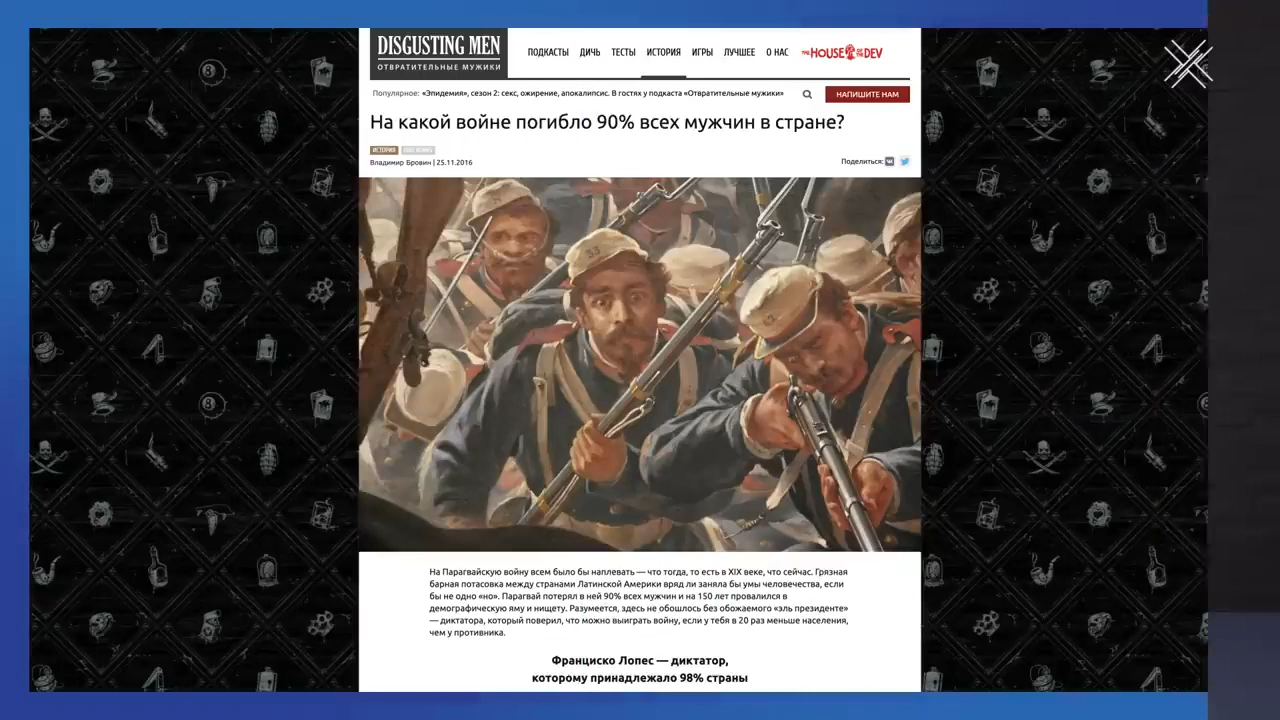 DISGUSTING MEN
ОТВРАТИТЕЛЬНЫЕ МУЖИКИ
ПОДКАСТЫ ДИЧЬ ТЕСТЫ ИСТОРИЯ ИГРЫ ЛУЧШЕЕ О НАС THE HOUSE OF THE DEV
Популярное: «Эпидемия», сезон 2: секс, ожирение, апокалипсис. В гостях у подкаста «Отвратительные мужики»
НАПИШИТЕ НАМ
На какой войне погибло 90% всех мужчин в стране?
ИСТОРИЯ
Владимир Бровин | 25.11.2016
Поделиться:
33
На Парагвайскую войну всем было бы наплевать — что тогда, то есть в XIX веке, что сейчас. Грязная
барная потасовка между странами Латинской Америки вряд ли заняла бы умы человечества, если
бы не одно «но». Парагвай потерял в ней 90% всех мужчин и на 150 лет провалился в
демографическую яму и нищету. Разумеется, здесь не обошлось без обожаемого «эль президенте»
— диктатора, который поверил, что можно выиграть войну, если у тебя в 20 раз меньше населения,
чем у противника.
Франциско Лопес — диктатор,
которому принадлежало 98% страны